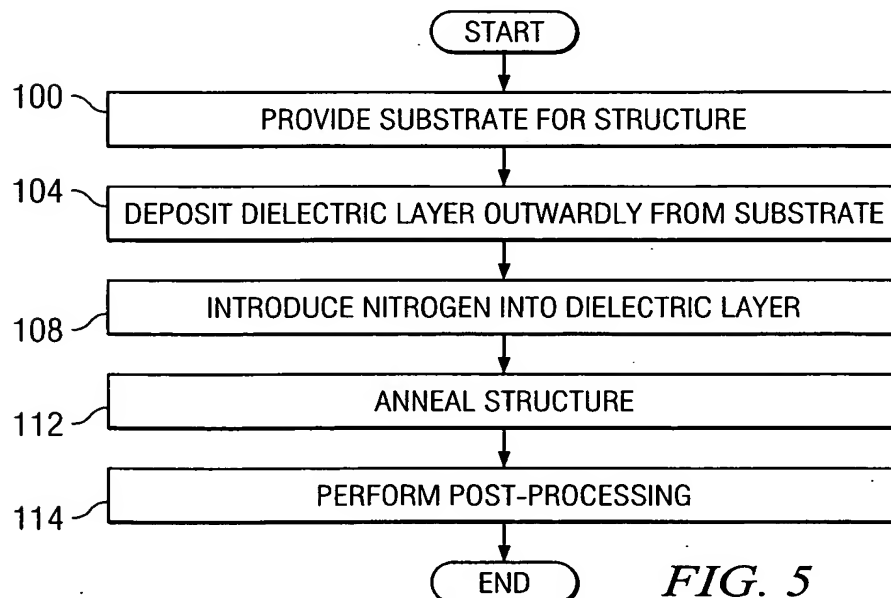 START
100 PROVIDE SUBSTRATE FOR STRUCTURE
104 DEPOSIT DIELECTRIC LAYER OUTWARDLY FROM SUBSTRATE
108 INTRODUCE NITROGEN INTO DIELECTRIC LAYER
112 ANNEAL STRUCTURE
114 PERFORM POST-PROCESSING
END FIG. 5